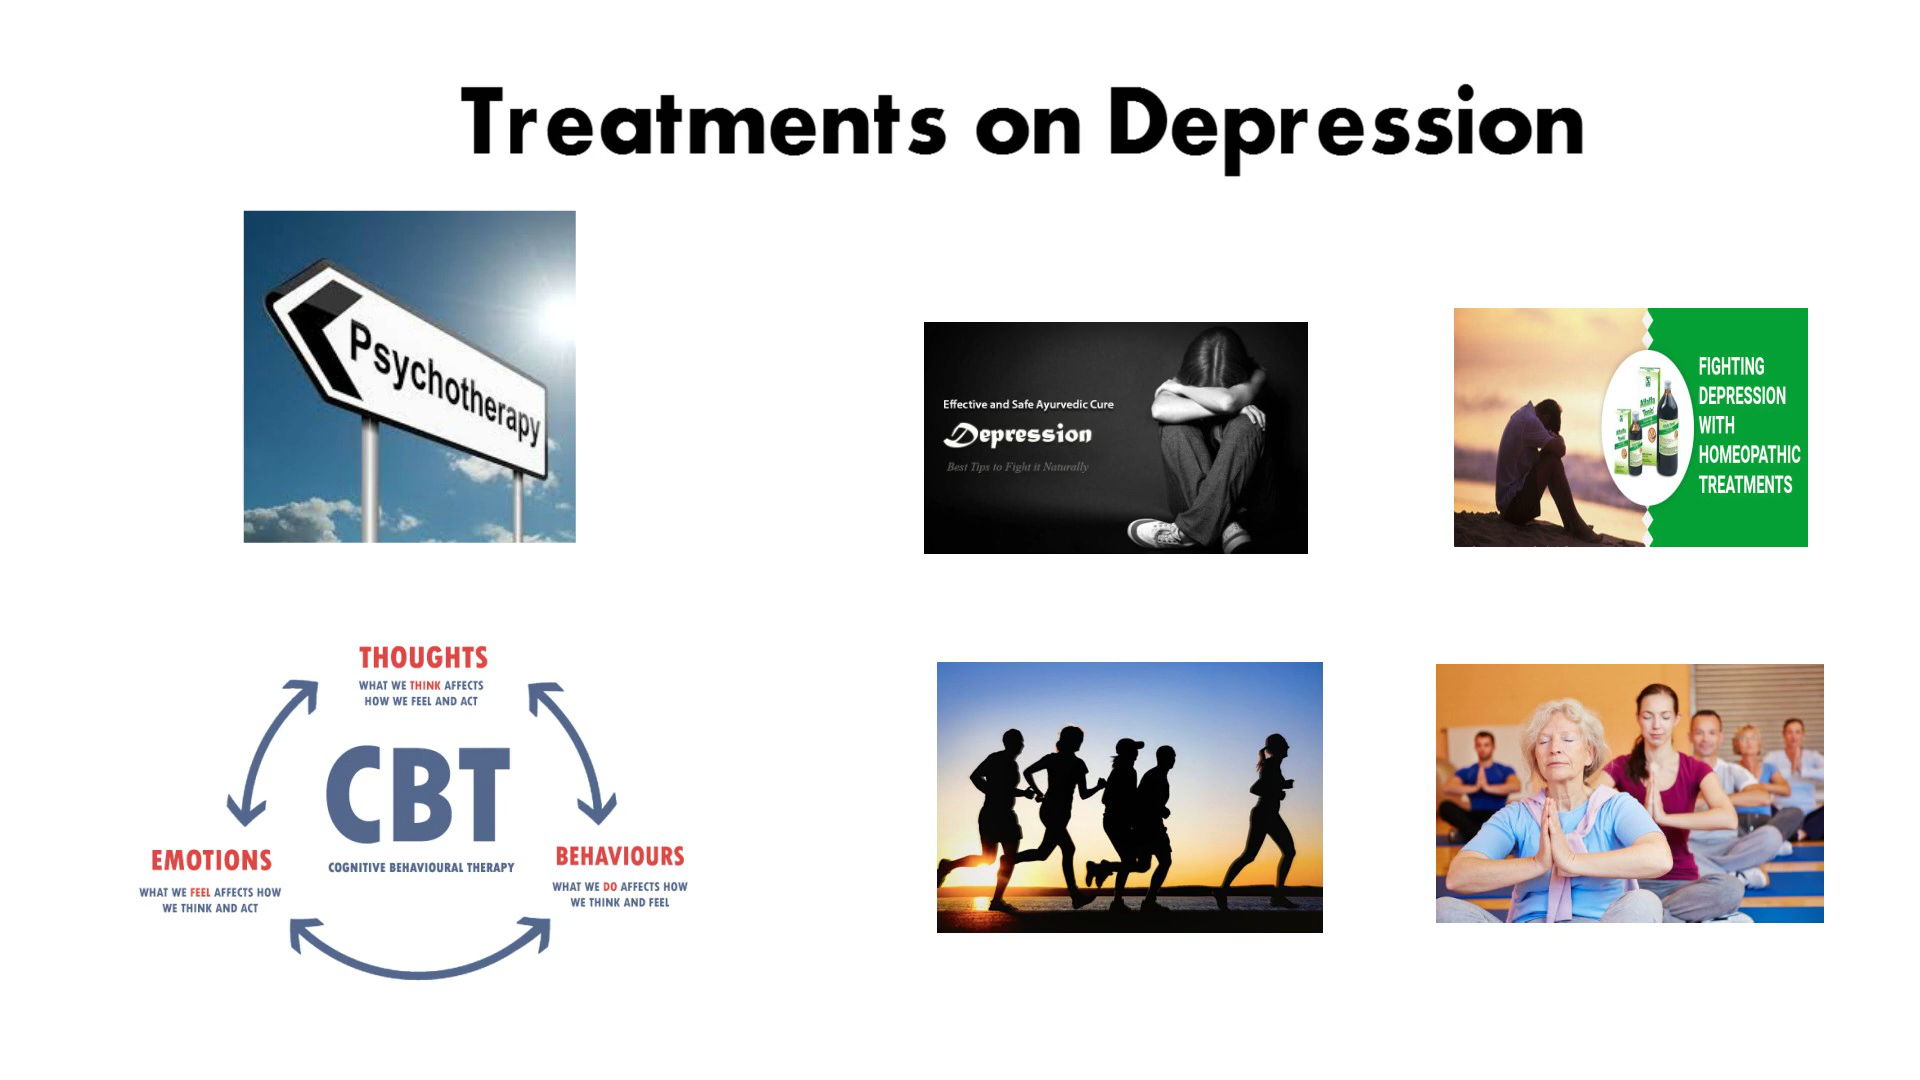 Treatments on Depression
Psychotherapy
Effective and Safe Ayurvedic Cure
Depression
Best Tips to Fight it Naturally
FIGHTING
DEPRESSION
WITH
HOMEOPATHIC
TREATMENTS
THOUGHTS
WHAT WE THINK AFFECTS
HOW WE FEEL AND ACT
CBT
COGNITIVE BEHAVIOURAL THERAPY
EMOTIONS
WHAT WE FEEL AFFECTS HOW
WE THINK AND ACT
BEHAVIOURS
WHAT WE DO AFFECTS HOW
WE THINK AND FEEL